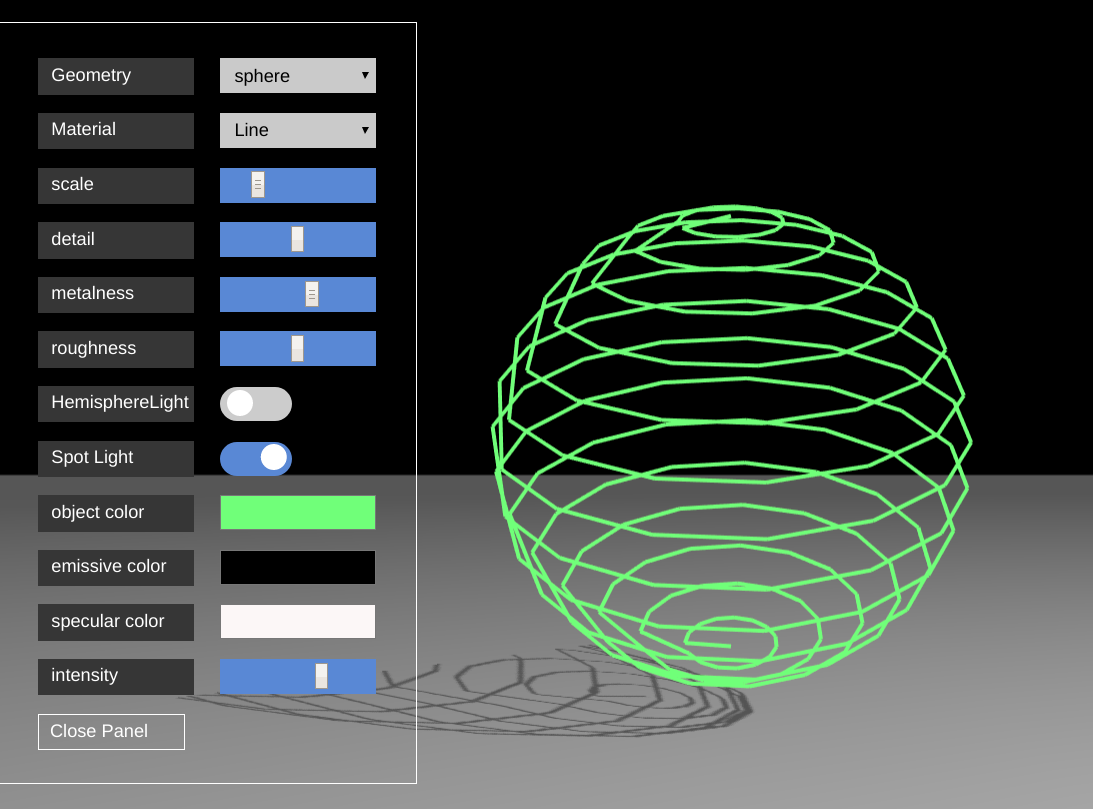 Geometry
sphere
Material
Line
scale
detail
metalness
roughness
HemisphereLight
Spot Light
object color
emissive color
specular color
intensity
Close Panel